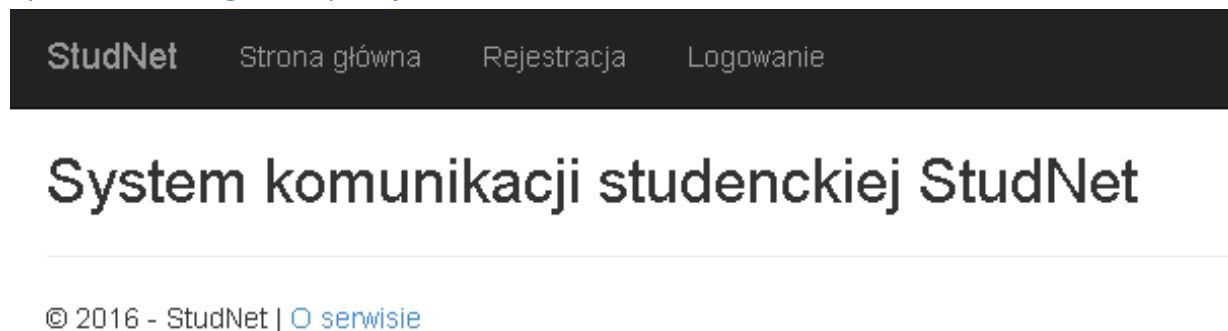 StudNet Strona główna Rejestracja Logowanie
System komunikacji studenckiej StudNet
© 2016 - StudNet | O serwisie